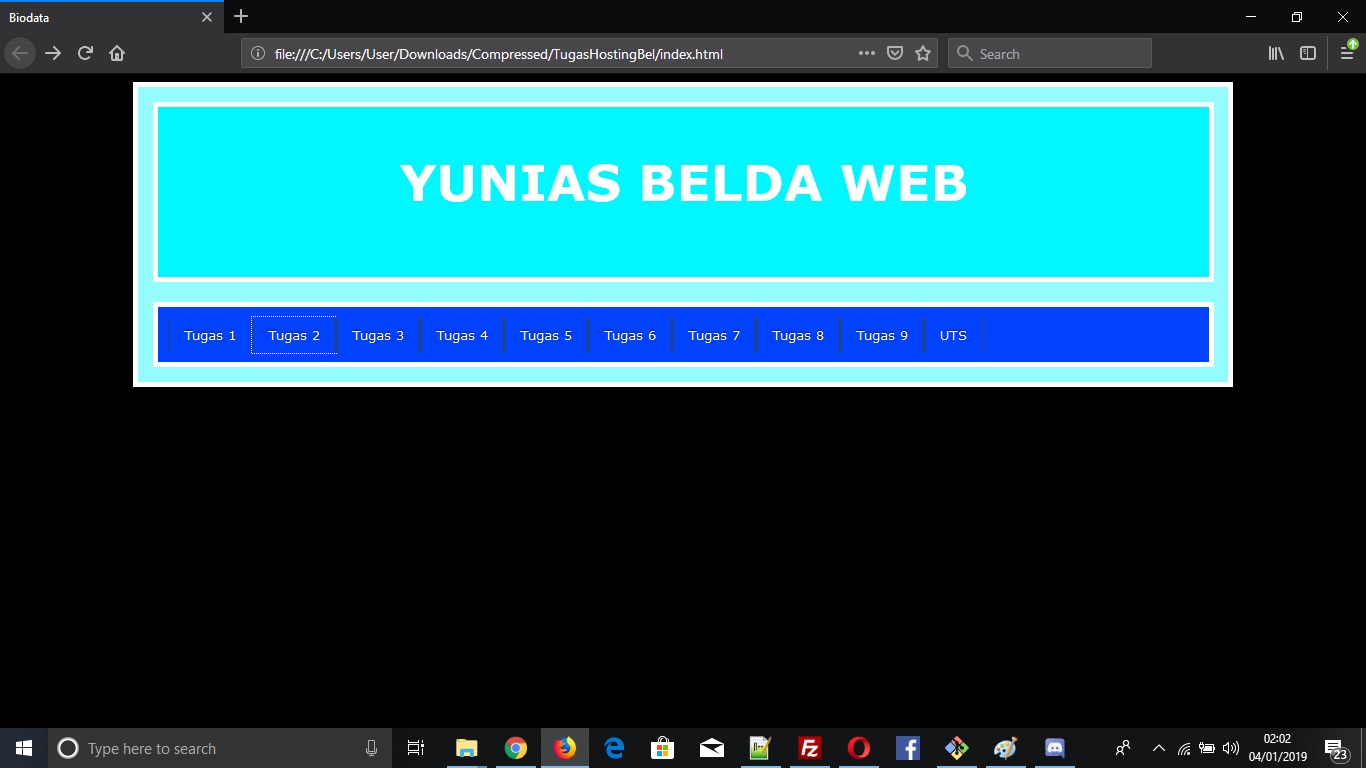 Biodata
file:///C:/Users/User/Downloads/Compressed/TugasHostingBel/index.html
Search
YUNIAS BELDA WEB
Tugas 1 Tugas 2 Tugas 3 Tugas 4 Tugas 5 Tugas 6 Tugas 7 Tugas 8 Tugas 9 UTS
Type here to search
02:02
04/01/2019
23